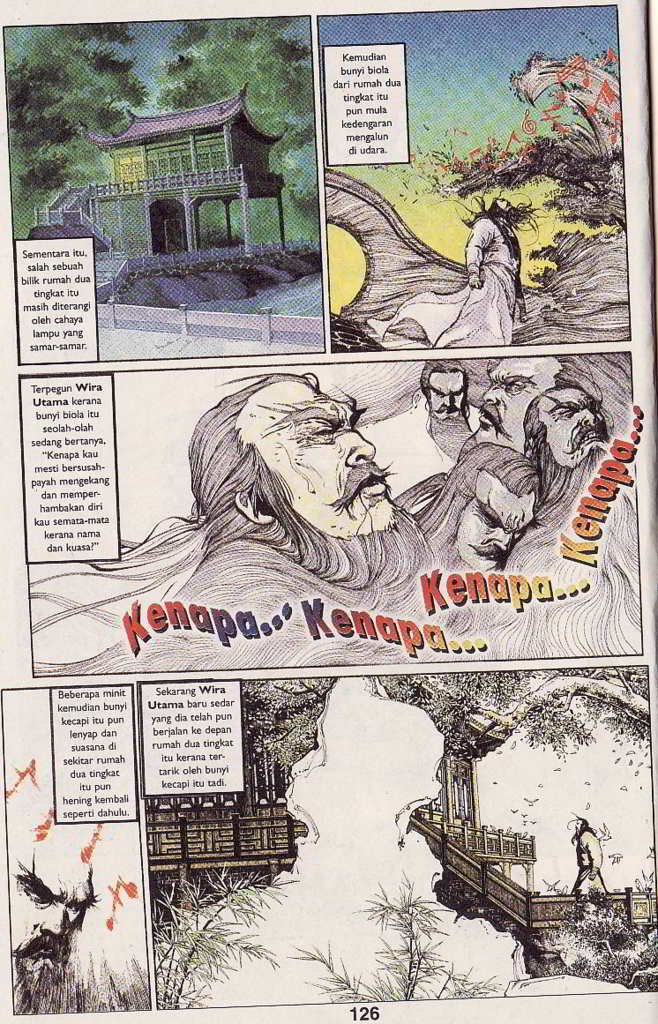 Sementara itu,
salah sebuah
bilik rumah dua
tingkat itu
masih diterangi
oleh cahaya
lampu yang
samar-samar.
Kemudian
bunyi biola
dari rumah dua
tingkat itu
pun mula
kedengaran
mengalun
di udara.
Terpegun Wira
Utama kerana
bunyi biola itu
seolah-olah
sedang bertanya,
"Kenapa kau
mesti bersusah-
payah mengekang
dan memper-
hambakan diri
kau semata-mata
kerana nama
dan kuasa!"
Kenapa...
Kenapa...
Kenapa...
Kenapa...
Beberapa minit
kemudian bunyi
kecapi itu pun
lenyap dan
suasana di
sekitar rumah
dua tingkat
itu pun
hening kembali
seperti dahulu.
Sekarang Wira
Utama baru sedar
yang dia telah pun
berjalan ke depan
rumah dua tingkat
itu kerana ter-
tarik oleh bunyi
kecapi itu tadi.
126